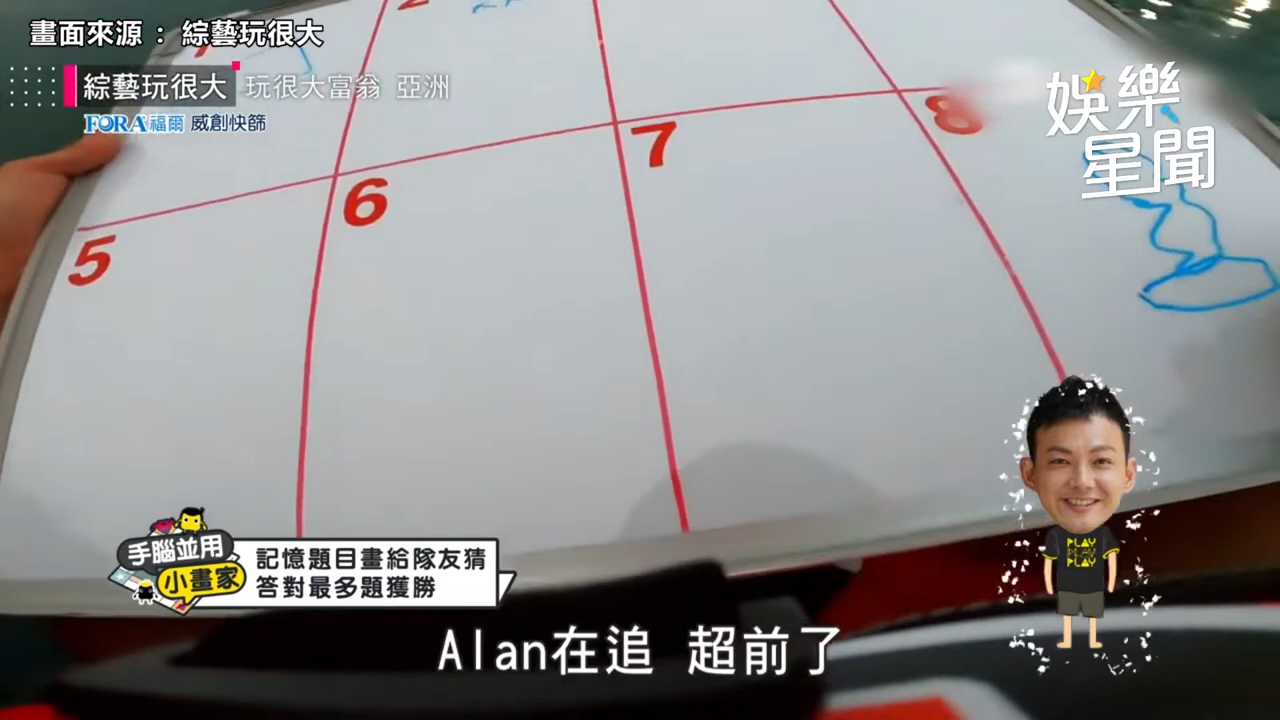 畫面來源 : 綜藝玩很大
綜藝玩很大 玩很大富翁 亞洲
FORA福爾 威創快篩
娛樂
星聞
2
7
8
6
5
PLAY
PLAY
PLAY
手腦並用
小畫家
記憶題目畫給隊友猜
答對最多題獲勝
Alan在追 超前了